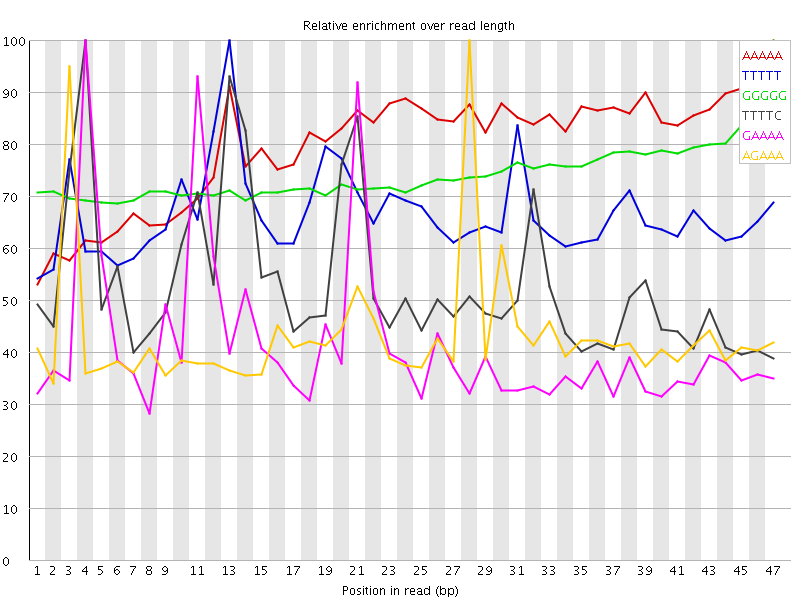 Relative enrichment over read length
100
90
80
70
60
50
40
30
20
10
0
AAAAA
TTTTT
GGGGG
TTTTC
GAAAA
AGAAA
1 2 3 4 5 6 7 8 9 11 13 15 17 19 21 23 25 27 29 31 33 35 37 39 41 43 45 47
Position in read (bp)